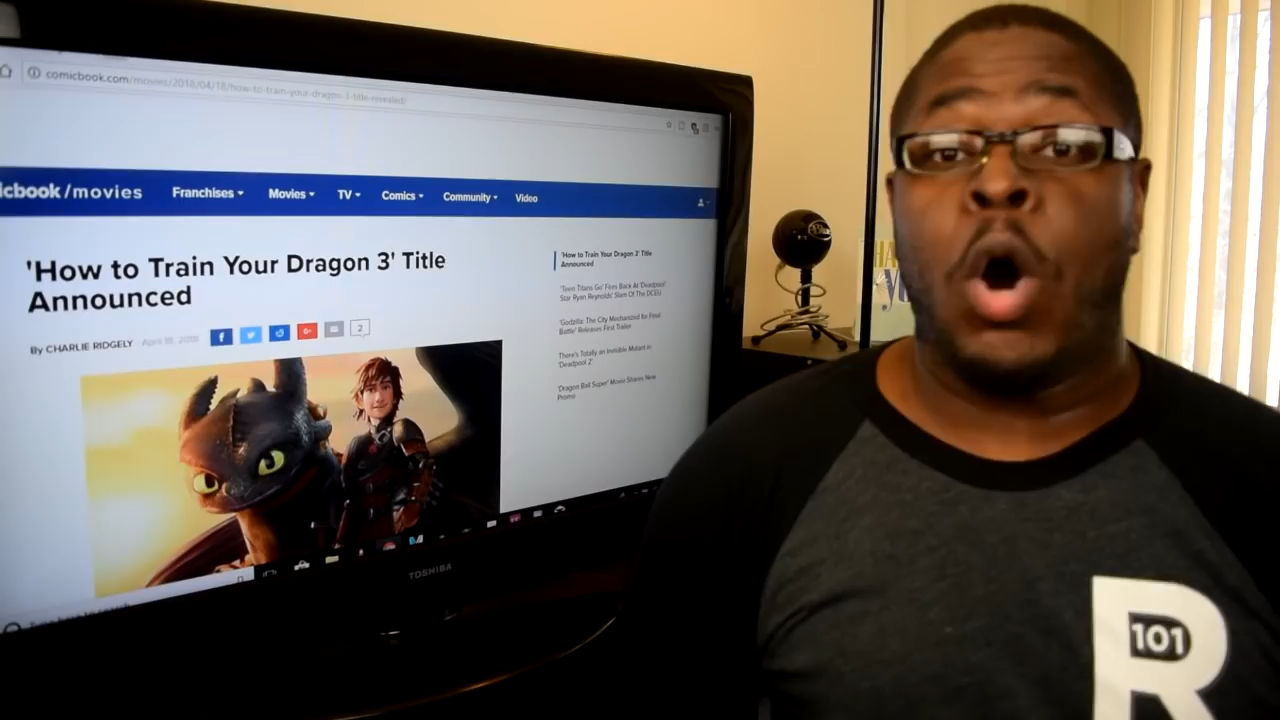 comicbook.com/movies/2018/04/18/how-to-train-your-dragon-3-title-revealed/
icbook/movies Franchises Movies TV Comics Community Video
'How to Train Your Dragon 3' Title
Announced
By CHARLIE RIDGELY April 18, 2018
2
'How to Train Your Dragon 3' Title
Announced
'Teen Titans Go' Fires Back At 'Deadpool'
Star Ryan Reynolds' Slam Of The DCEU
'Godzilla: The City Mechanized for Final
Battle' Releases First Trailer
There's Totally an Invisible Mutant in
'Deadpool 2'
'Dragon Ball Super' Movie Shares New
Promo
TOSHIBA
Blue
R
101